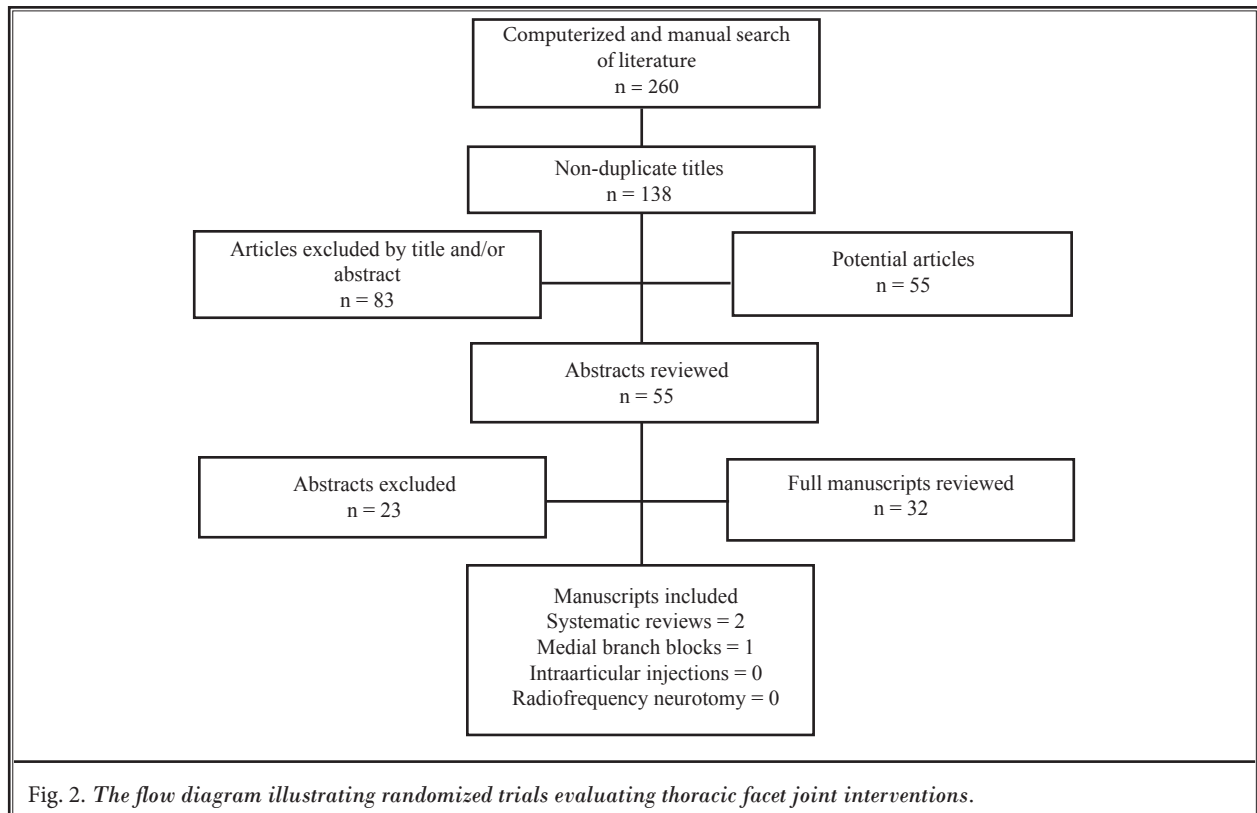 Computerized and manual search
of literature
n = 260
Non-duplicate titles
n = 138
Articles excluded by title and/or
abstract
n = 83
Potential articles
n = 55
Abstracts reviewed
n = 55
Abstracts excluded
n = 23
Full manuscripts reviewed
n = 32
Manuscripts included
Systematic reviews = 2
Medial branch blocks = 1
Intraarticular injections = 0
Radiofrequency neurotomy = 0
Fig. 2. The flow diagram illustrating randomized trials evaluating thoracic facet joint interventions.